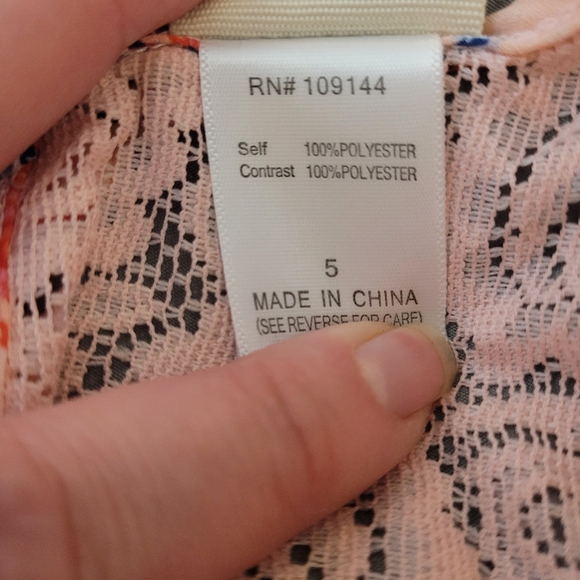 RN# 109144
Self 100%POLYESTER
Contrast 100%POLYESTER
5
MADE IN CHINA
(SEE REVERSE FOR CARE)